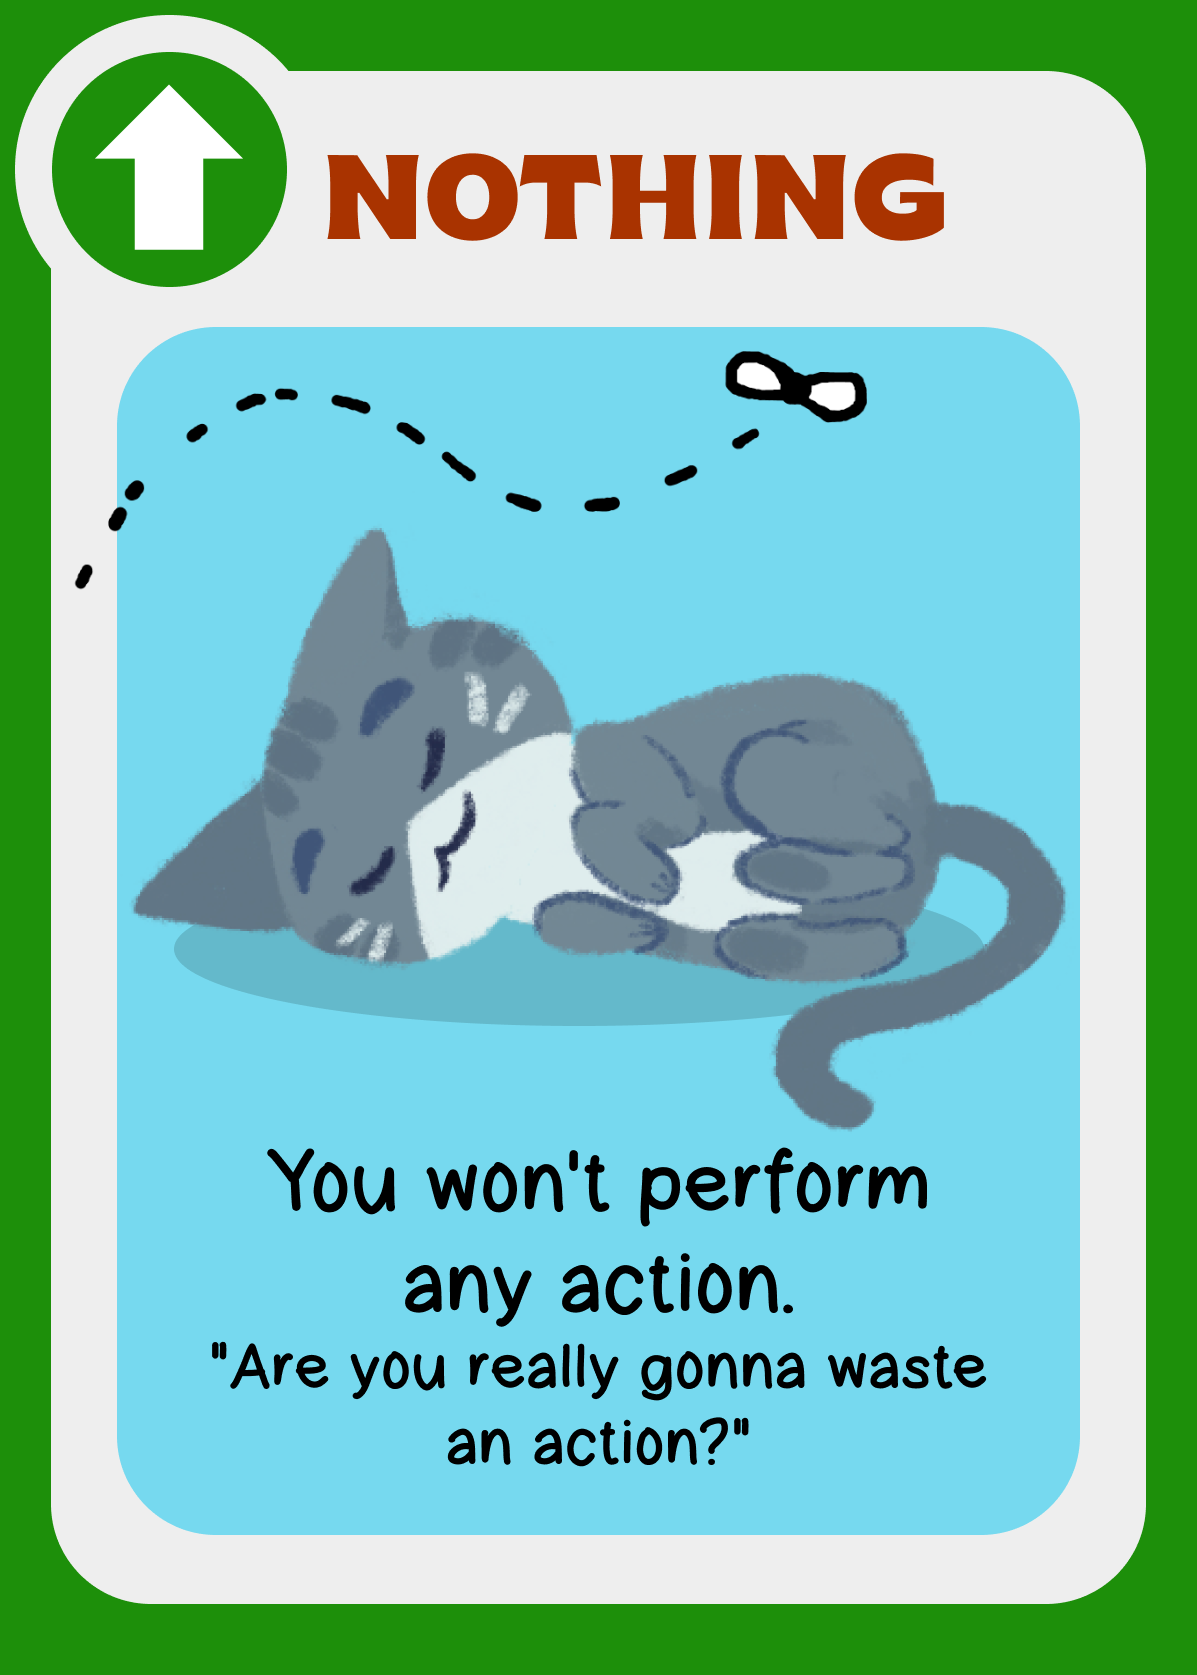 NOTHING
You won't perform
any action.
"Are you really gonna waste
an action?"